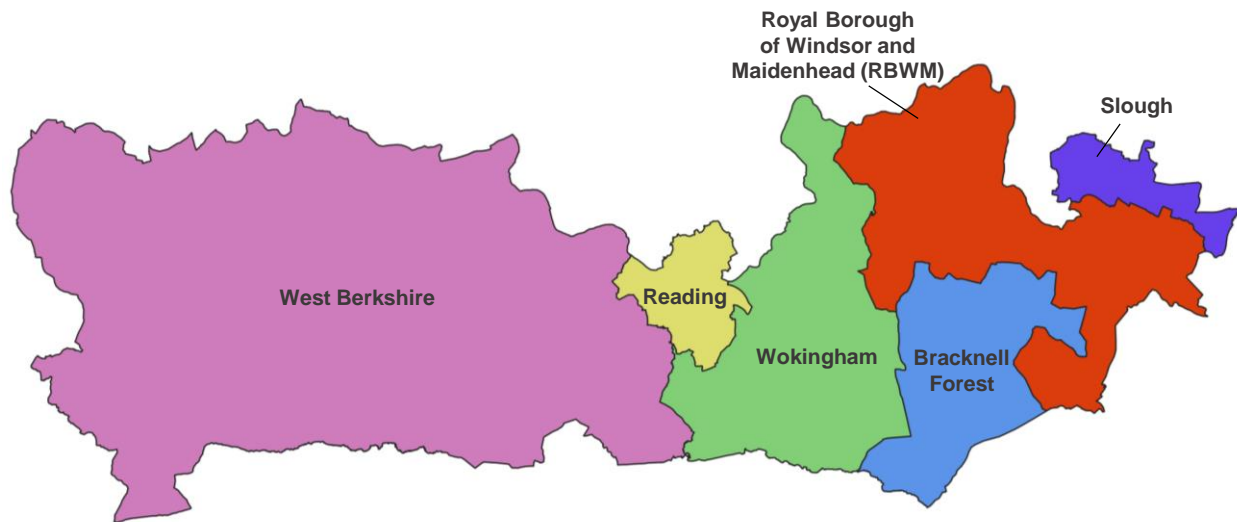 Royal Borough
of Windsor and
Maidenhead (RBWM)
Slough
West Berkshire
Reading
Wokingham
Bracknell
Forest